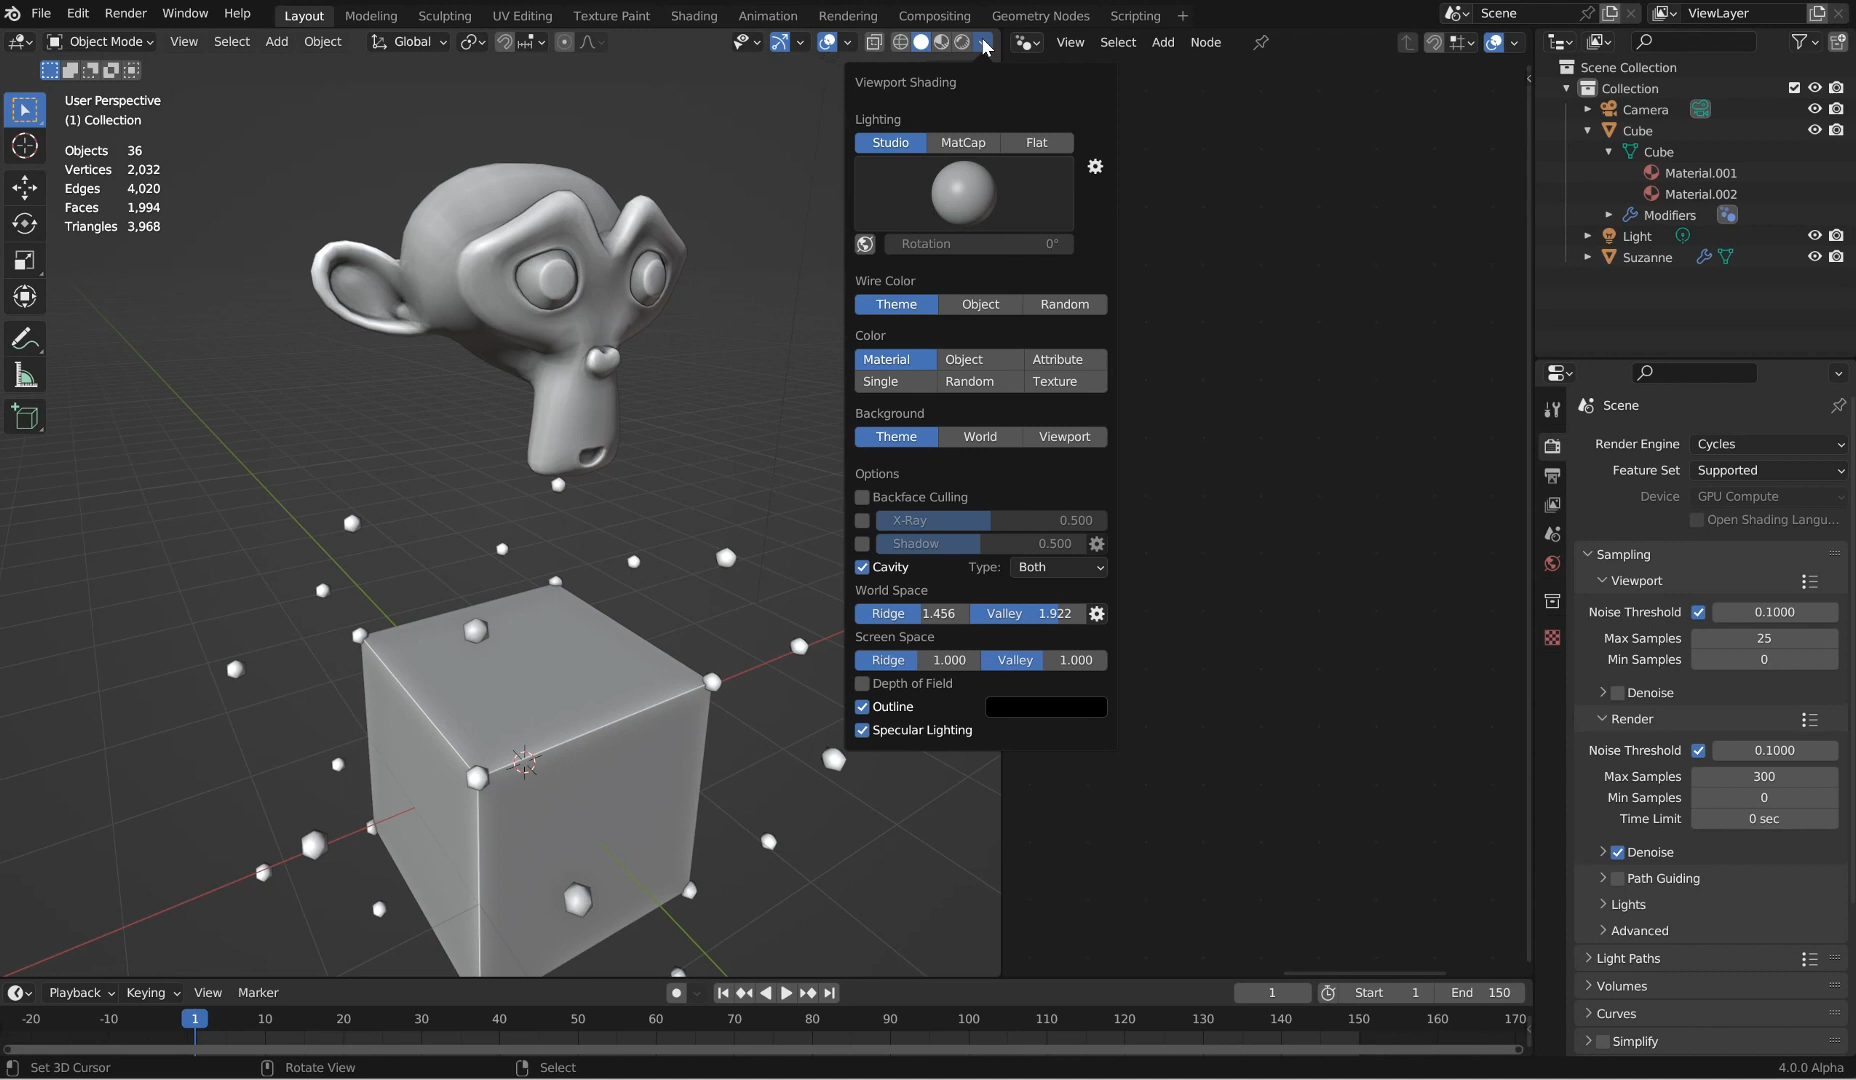 File Edit Render Window Help Layout Modeling Sculpting UV Editing Texture Paint Shading Animation Rendering Compositing Geometry Nodes Scripting + Scene ViewLayer
Object Mode View Select Add Object Global View Select Add Node
User Perspective
(1) Collection
Objects 36
Vertices 2,032
Edges 4,020
Faces 1,994
Triangles 3,968
Viewport Shading
Lighting
Studio MatCap Flat
Rotation 0°
Wire Color
Theme Object Random
Color
Material Object Attribute
Single Random Texture
Background
Theme World Viewport
Options
Backface Culling
X-Ray 0.500
Shadow 0.500
Cavity Type: Both
World Space
Ridge 1.456 Valley 1.922
Screen Space
Ridge 1.000 Valley 1.000
Depth of Field
Outline
Specular Lighting
Scene Collection
Collection
Camera
Cube
Cube
Material.001
Material.002
Modifiers
Light
Suzanne
Scene
Render Engine Cycles
Feature Set Supported
Device GPU Compute
Open Shading Langu...
Sampling
Viewport
Noise Threshold 0.1000
Max Samples 25
Min Samples 0
Denoise
Render
Noise Threshold 0.1000
Max Samples 300
Min Samples 0
Time Limit 0 sec
Denoise
Path Guiding
Lights
Advanced
Light Paths
Volumes
Curves
Simplify
Playback Keying View Marker 1 Start 1 End 150
-20 -10 1 10 20 30 40 50 60 70 80 90 100 110 120 130 140 150 160 170
Set 3D Cursor Rotate View Select 4.0.0 Alpha